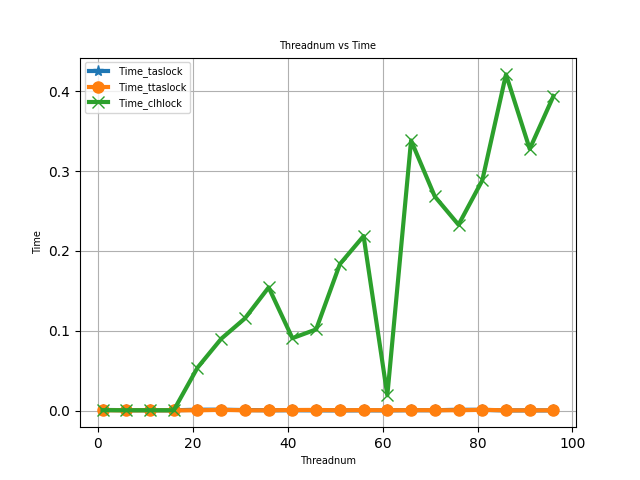 Threadnum vs Time
Time_taslock
Time_ttaslock
Time_clhlock
0.4
0.3
0.2
0.1
0.0
Time
0 20 40 60 80 100
Threadnum